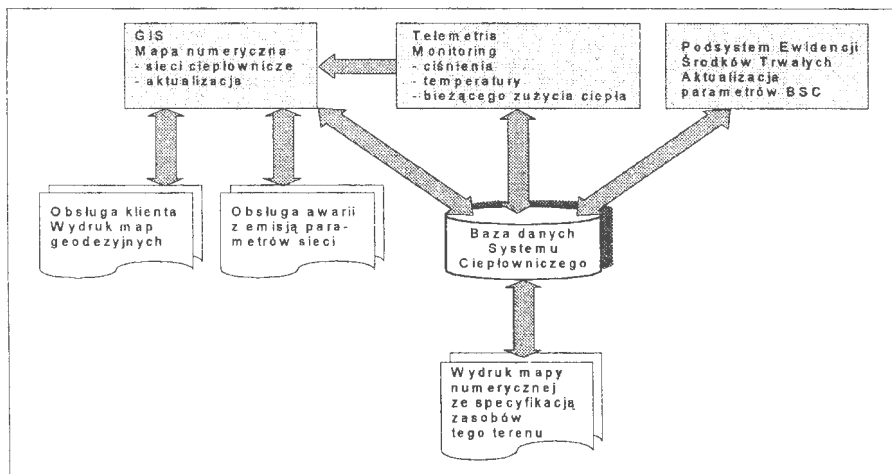 GIS
Mapa numeryczna
- sieci ciepłownicze
- aktualizacja
Telemetria
Monitoring
- ciśnienia
- temperatury
- bieżącego zużycia ciepła
Podsystem Ewidencji
Środków Trwałych
Aktualizacja
parametrów BSC
Obsługa klienta
Wydruk map
geodezyjnych
Obsługa awarii
z emisją para-
metrów sieci
Baza danych
Systemu
Ciepłowniczego
Wydruk mapy
numerycznej
ze specyfikacją
zasobów
tego terenu